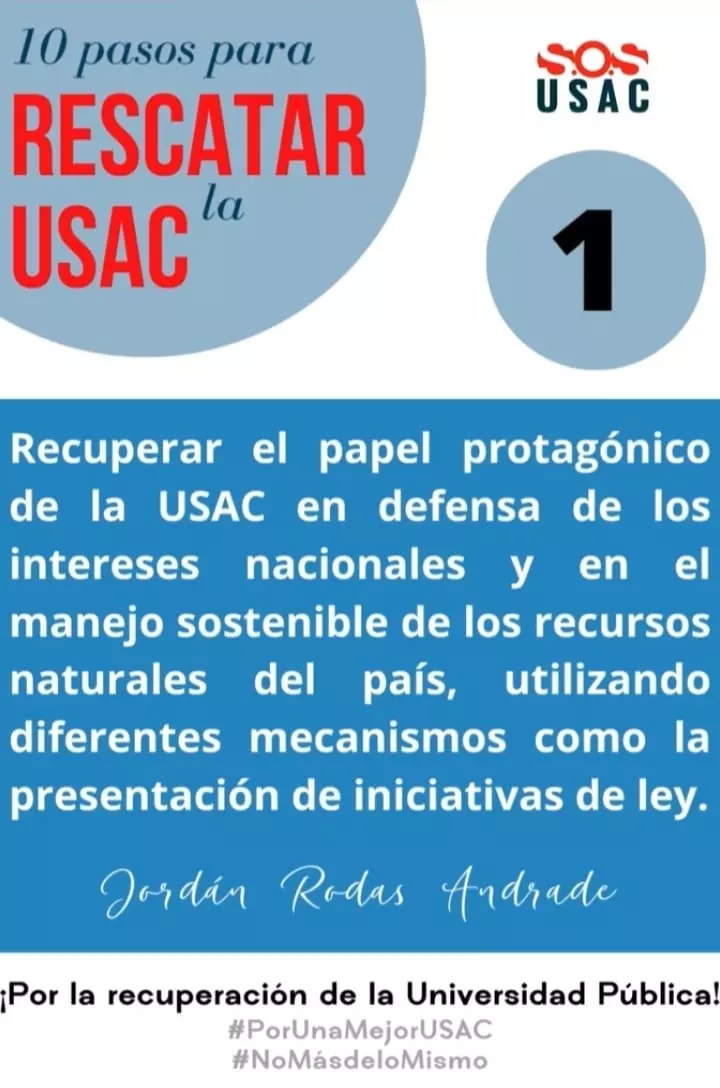 10 pasos para
RESCATAR
la
USAC
S.O.S
USAC
1
Recuperar el papel protagónico
de la USAC en defensa de los
intereses nacionales y en el
manejo sostenible de los recursos
naturales del país, utilizando
diferentes mecanismos como la
presentación de iniciativas de ley.
Jordán Rodas Andrade
¡Por la recuperación de la Universidad Pública!
#PorUnaMejorUSAC
#NoMásdeloMismo